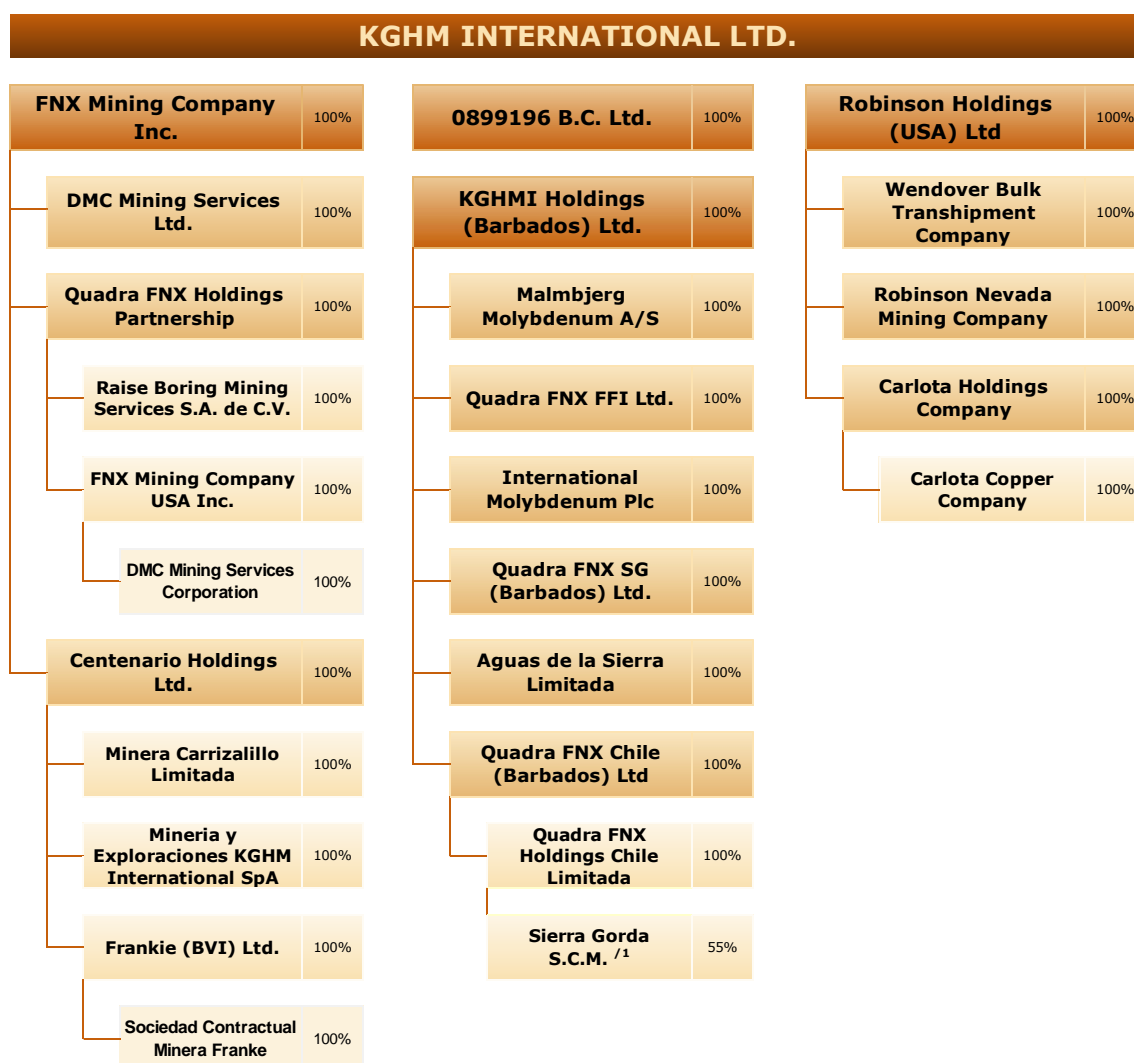 KGHM INTERNATIONAL LTD.
FNX Mining Company
Inc.
100%
DMC Mining Services
Ltd.
100%
Quadra FNX Holdings
Partnership
100%
Raise Boring Mining
Services S.A. de C.V.
100%
FNX Mining Company
USA Inc.
100%
DMC Mining Services
Corporation
100%
Centenario Holdings
Ltd.
100%
Minera Carrizalillo
Limitada
100%
Mineria y
Exploraciones KGHM
International SpA
100%
Frankie (BVI) Ltd.
100%
Sociedad Contractual
Minera Franke
100%
0899196 B.C. Ltd.
100%
KGHMI Holdings
(Barbados) Ltd.
100%
Malmbjerg
Molybdenum A/S
100%
Quadra FNX FFI Ltd.
100%
International
Molybdenum Plc
100%
Quadra FNX SG
(Barbados) Ltd.
100%
Aguas de la Sierra
Limitada
100%
Quadra FNX Chile
(Barbados) Ltd
100%
Quadra FNX
Holdings Chile
Limitada
100%
Sierra Gorda
S.C.M. /1
55%
Robinson Holdings
(USA) Ltd
100%
Wendover Bulk
Transhipment
Company
100%
Robinson Nevada
Mining Company
100%
Carlota Holdings
Company
100%
Carlota Copper
Company
100%